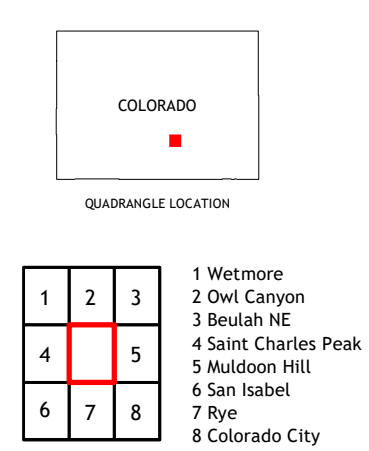 COLORADO
QUADRANGLE LOCATION
1 2 3
4 5
6 7 8
1 Wetmore
2 Owl Canyon
3 Beulah NE
4 Saint Charles Peak
5 Muldoon Hill
6 San Isabel
7 Rye
8 Colorado City